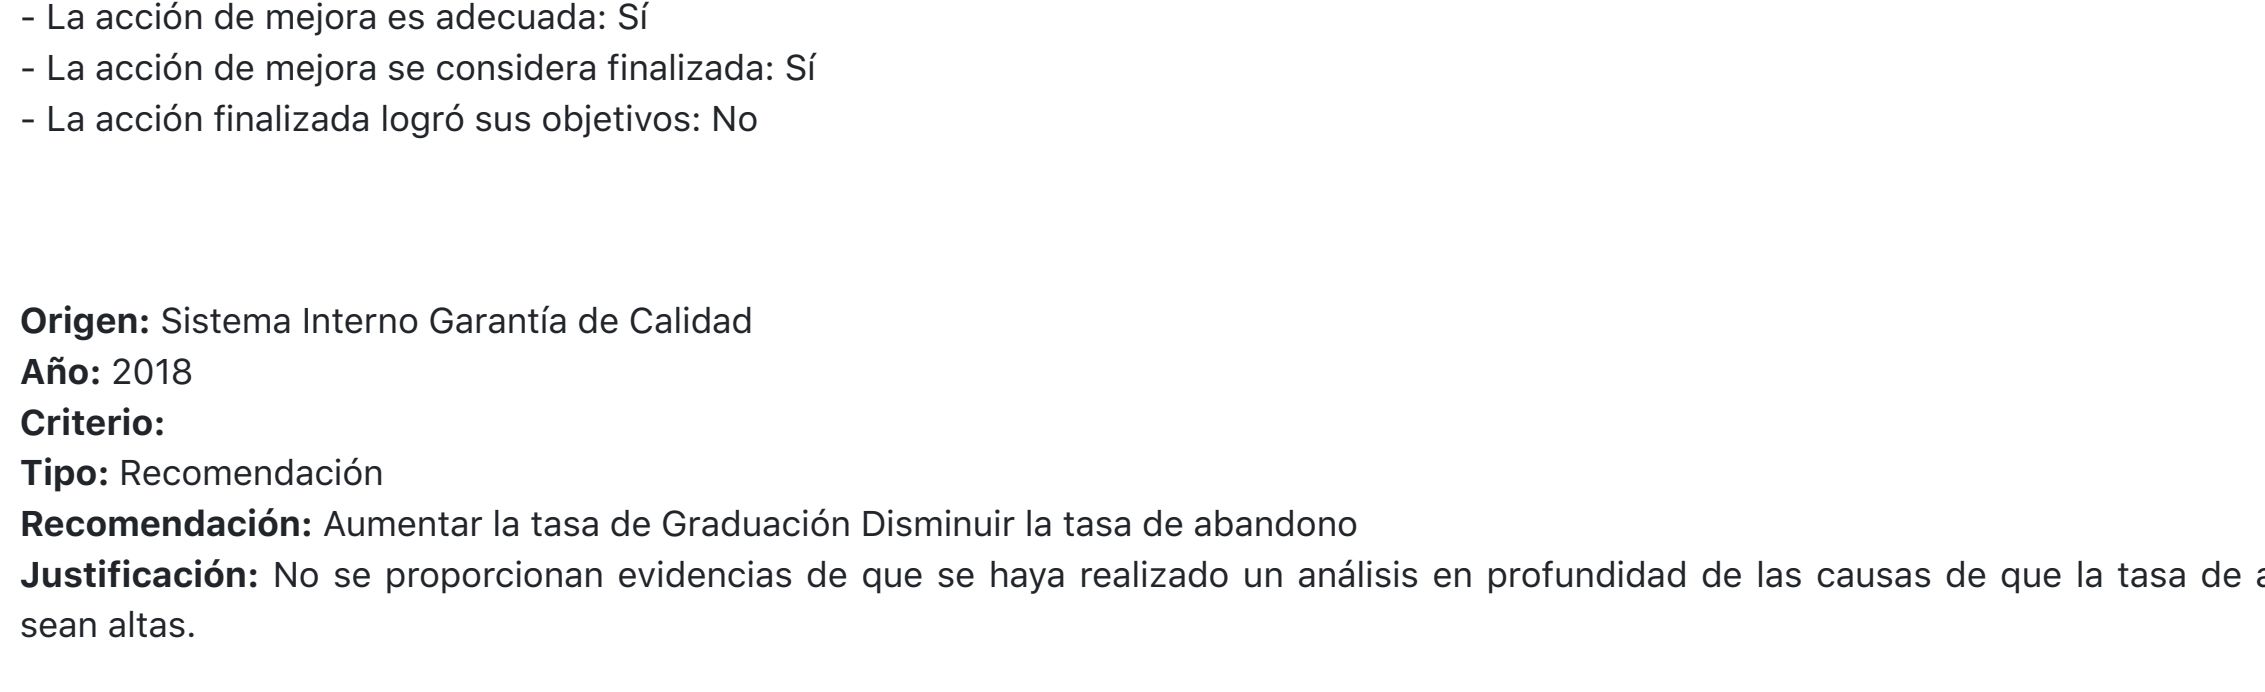 - La acción de mejora es adecuada: Sí
- La acción de mejora se considera finalizada: Sí
- La acción finalizada logró sus objetivos: No
Origen: Sistema Interno Garantía de Calidad
Año: 2018
Criterio:
Tipo: Recomendación
Recomendación: Aumentar la tasa de Graduación Disminuir la tasa de abandono
Justificación: No se proporcionan evidencias de que se haya realizado un análisis en profundidad de las causas de que la tasa de
sean altas.